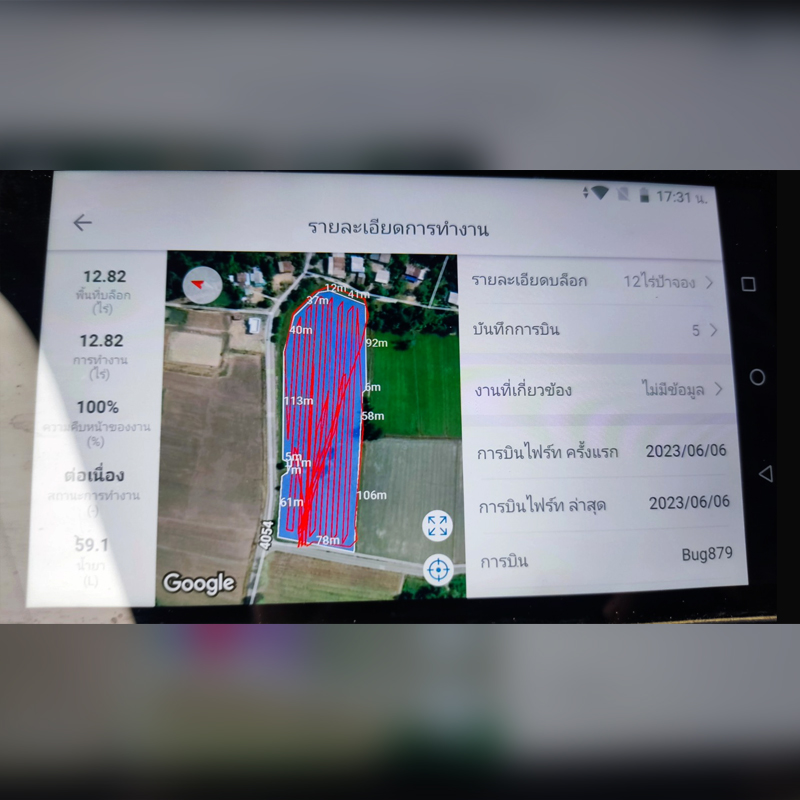 17:31 น.
รายละเอียดการทำงาน
12.82
พื้นที่บล็อก
(ไร่)
12.82
การทำงาน
(ไร่)
100%
ความคืบหน้าของงาน
(%)
ต่อเนื่อง
สถานะการทำงาน
(-)
59.1
น้ำยา
(L)
12m
37m
41m
40m
92m
6m
113m
58m
5m
11m
7m
61m
106m
78m
4054
Google
รายละเอียดบล็อก 12ไร่ป้าจอง
บันทึกการบิน 5
งานที่เกี่ยวข้อง ไม่มีข้อมูล
การบินไฟร์ท ครั้งแรก 2023/06/06
การบินไฟร์ท ล่าสุด 2023/06/06
การบิน Bug879